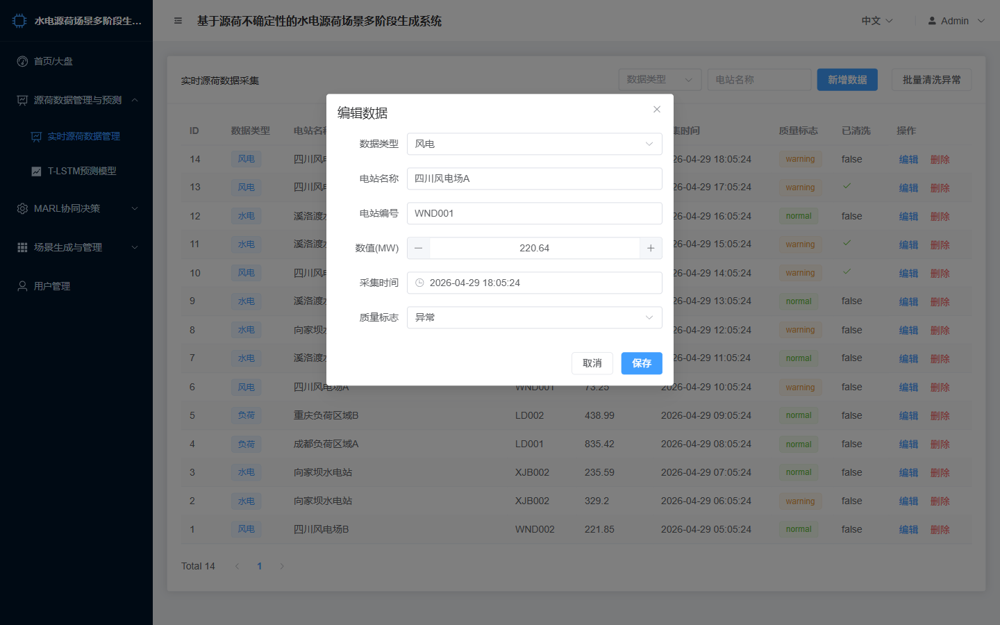 水电源荷场景多阶段生...
基于源荷不确定性的水电源荷场景多阶段生成系统
中文
Admin
首页/大盘
源荷数据管理与预测
实时源荷数据管理
T-LSTM预测模型
MARL协同决策
场景生成与管理
用户管理
实时源荷数据采集
数据类型
电站名称
新增数据
批量清洗异常
ID 数据类型 电站名 集时间 质量标志 已清洗 操作
14 风电 四川风 26-04-29 18:05:24 warning false 编辑 删除
13 风电 四川风 26-04-29 17:05:24 warning 编辑 删除
12 水电 溪洛渡 26-04-29 16:05:24 normal false 编辑 删除
11 水电 溪洛渡 26-04-29 15:05:24 warning 编辑 删除
10 风电 四川风 26-04-29 14:05:24 warning 编辑 删除
9 水电 溪洛渡 26-04-29 13:05:24 normal false 编辑 删除
8 水电 向家坝 26-04-29 12:05:24 warning false 编辑 删除
7 水电 溪洛渡 26-04-29 11:05:24 normal false 编辑 删除
6 风电 四川风电场A WND001 73.25 2026-04-29 10:05:24 warning false 编辑 删除
5 负荷 重庆负荷区域B LD002 438.99 2026-04-29 09:05:24 normal false 编辑 删除
4 负荷 成都负荷区域A LD001 835.42 2026-04-29 08:05:24 normal false 编辑 删除
3 水电 向家坝水电站 XJB002 235.59 2026-04-29 07:05:24 normal false 编辑 删除
2 水电 向家坝水电站 XJB002 329.2 2026-04-29 06:05:24 warning false 编辑 删除
1 风电 四川风电场B WND002 221.85 2026-04-29 05:05:24 normal false 编辑 删除
Total 14
1
编辑数据
数据类型 风电
电站名称 四川风电场A
电站编号 WND001
数值(MW) 220.64
采集时间 2026-04-29 18:05:24
质量标志 异常
取消
保存